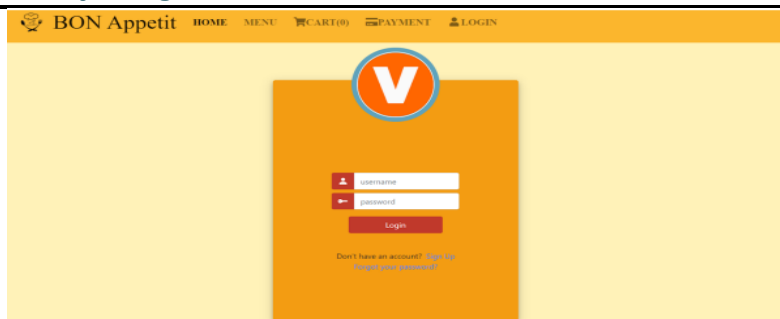 BON Appetit HOME MENU CART(0) PAYMENT LOGIN
V
username
password
Login
Don't have an account? Sign Up
Forgot your password?